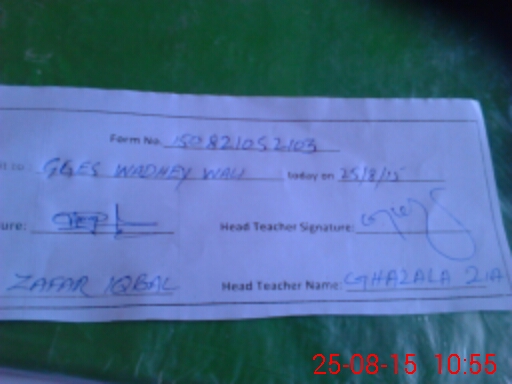 Form No. 150821052103
to : GGES WADHEY WALI today on 25/8/15
ure: Head Teacher Signature:
ZAFAR IQBAL Head Teacher Name: GHAZALA ZIA
25-08-15 10:55